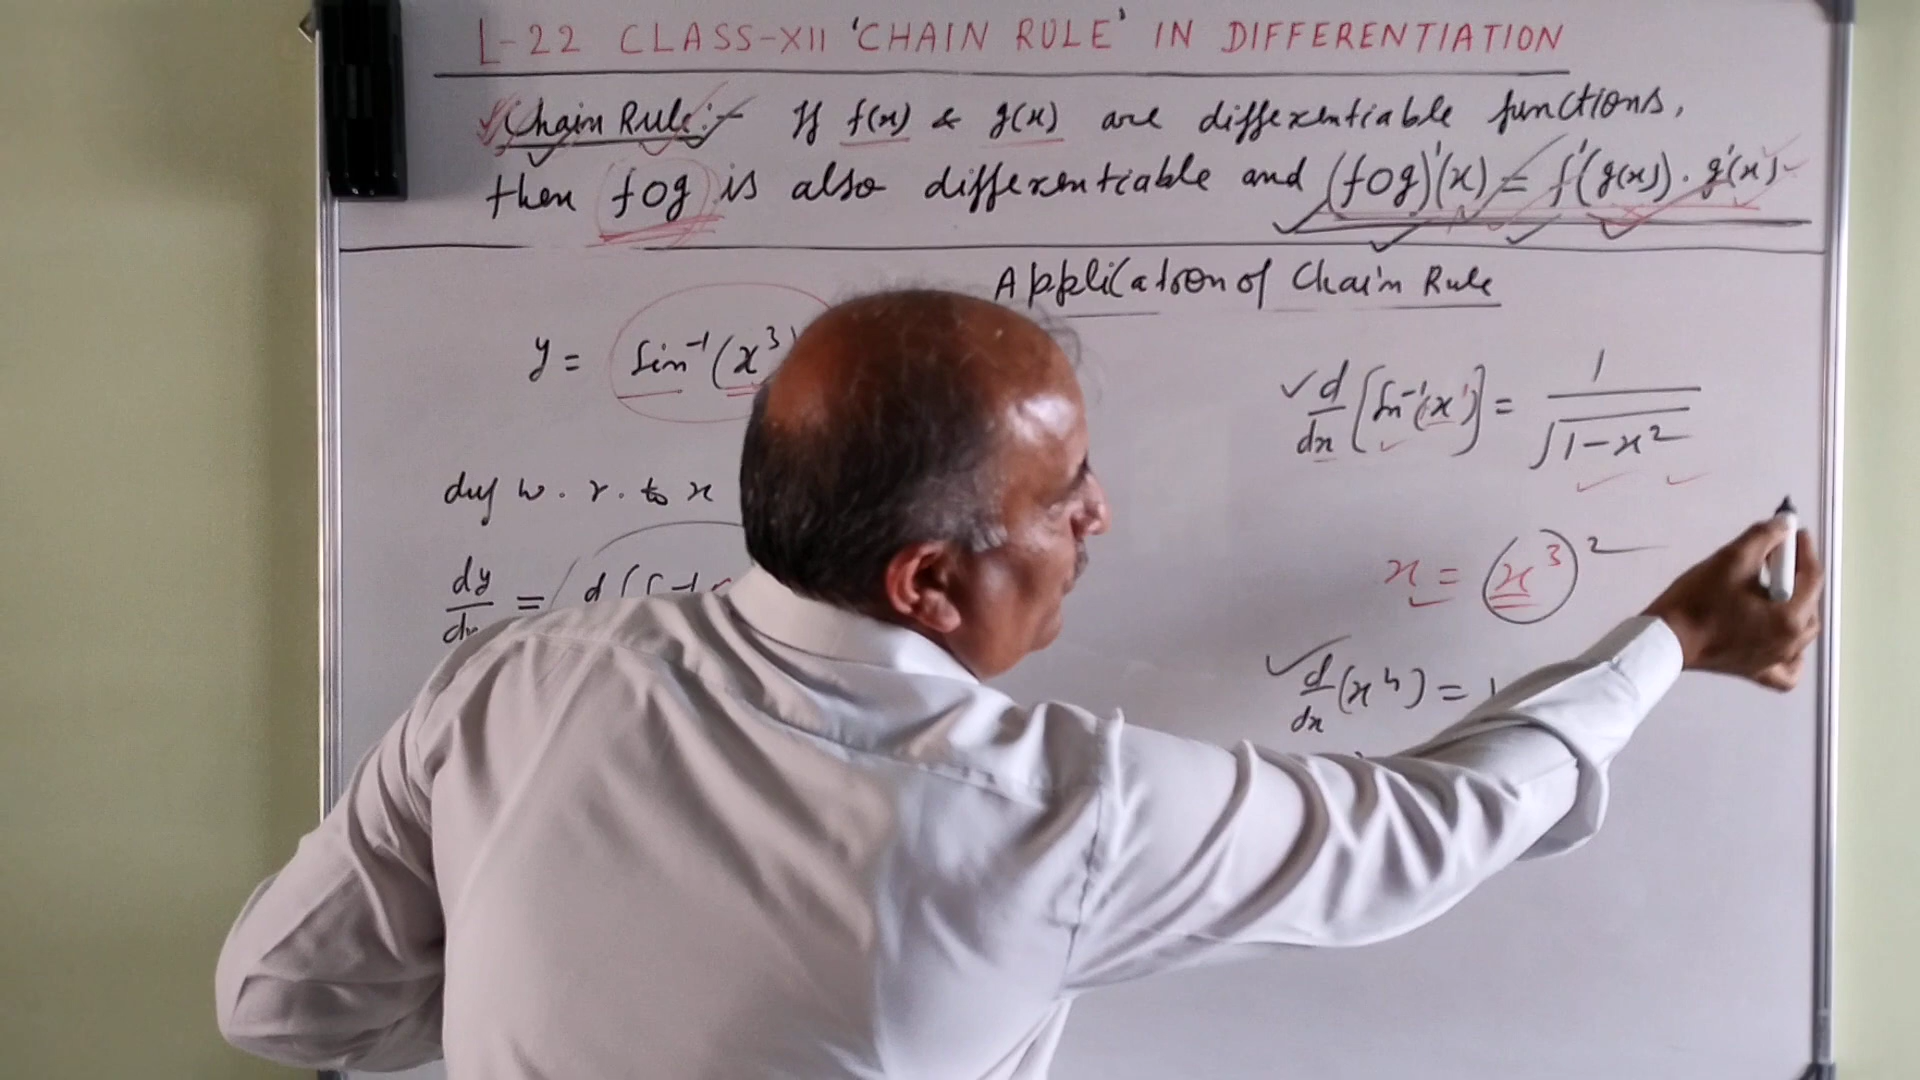 L-22 CLASS-XII 'CHAIN RULE' IN DIFFERENTIATION
Chain Rule:- If f(x) & g(x) are differentiable functions,
then fog is also differentiable and (fog)'(x) = f'(g(x)). g'(x).
Application of Chain Rule
y = Sin⁻¹(x³)
d/dx [Sin⁻¹(x)] = 1/√(1-x²)
w. r. to x
x = (x³)²
dy/dx =
d/dx (xⁿ) =